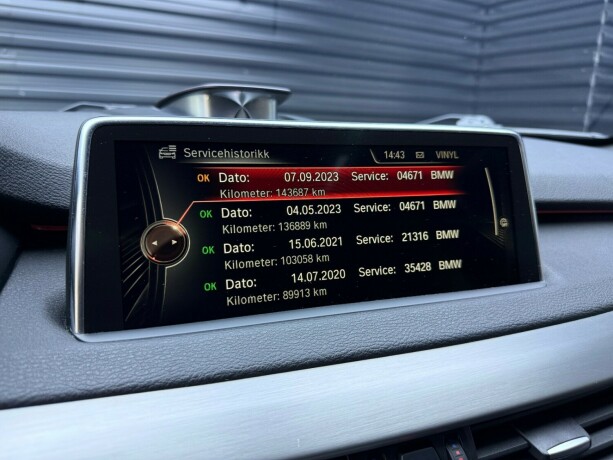 Servicehistorikk 14:43 VINYL
OK Dato: 07.09.2023 Service: 04671 BMW
Kilometer: 143687 km
OK Dato: 04.05.2023 Service: 04671 BMW
Kilometer: 136889 km
OK Dato: 15.06.2021 Service: 21316 BMW
Kilometer: 103058 km
OK Dato: 14.07.2020 Service: 35428 BMW
Kilometer: 89913 km